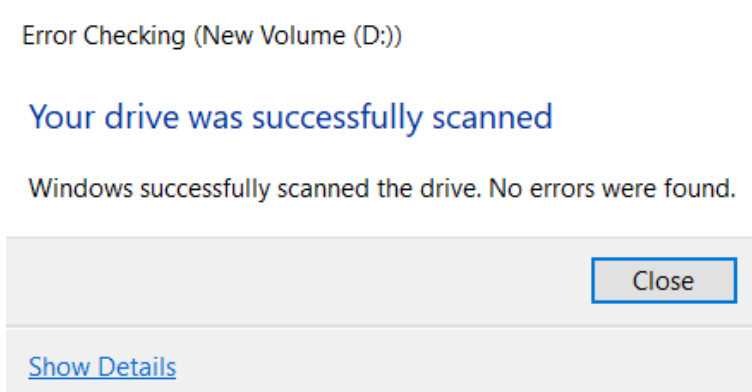 Error Checking (New Volume (D:))
Your drive was successfully scanned
Windows successfully scanned the drive. No errors were found.
Close
Show Details